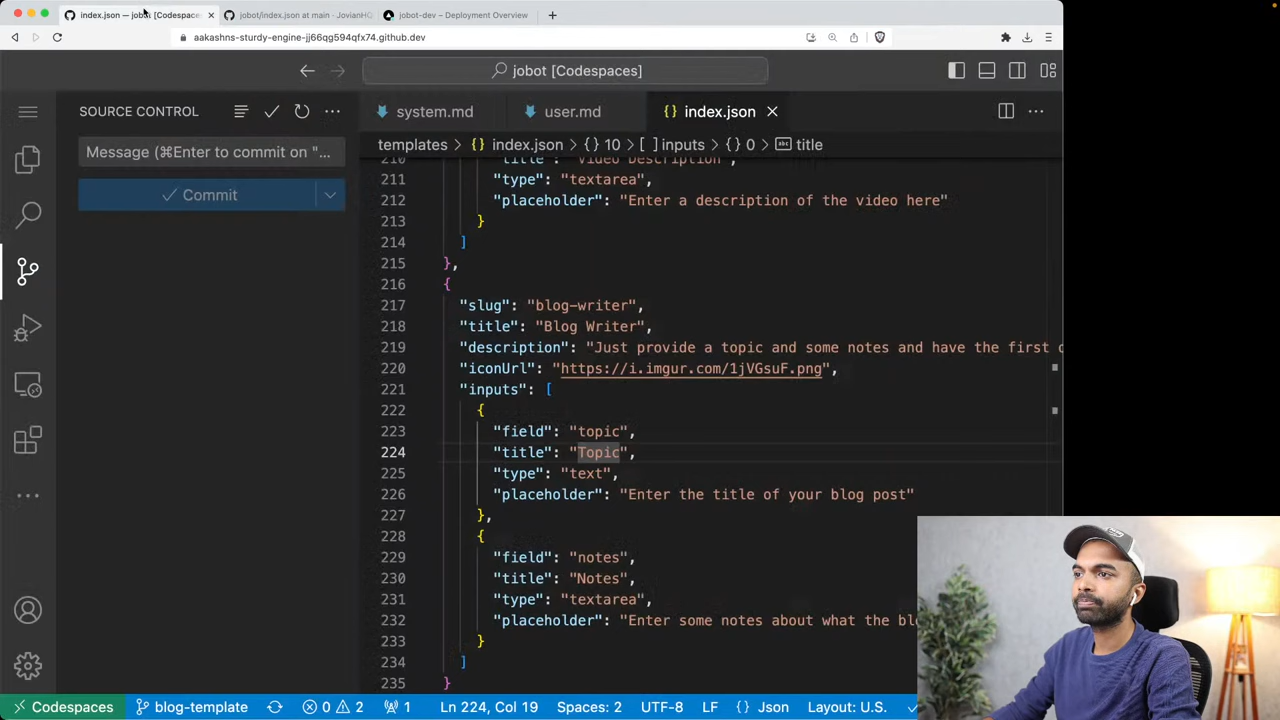 index.json — jobot [Codespaces]
jobot/index.json at main · JovianHQ
jobot-dev – Deployment Overview
aakashns-sturdy-engine-jj66qg594qfx74.github.dev
jobot [Codespaces]
SOURCE CONTROL
system.md
user.md
index.json
Message (⌘Enter to commit on "...
templates > index.json > {} 10 > [ ] inputs > {} 0 > title
Commit
210 "title": "Video Description",
211 "type": "textarea",
212 "placeholder": "Enter a description of the video here"
213 }
214 ]
215 },
216 {
217 "slug": "blog-writer",
218 "title": "Blog Writer",
219 "description": "Just provide a topic and some notes and have the first
220 "iconUrl": "https://i.imgur.com/1jVGsuF.png",
221 "inputs": [
222 {
223 "field": "topic",
224 "title": "Topic",
225 "type": "text",
226 "placeholder": "Enter the title of your blog post"
227 },
228 {
229 "field": "notes",
230 "title": "Notes",
231 "type": "textarea",
232 "placeholder": "Enter some notes about what the
233 }
234 ]
235 }
Codespaces
blog-template
0 2
1
Ln 224, Col 19
Spaces: 2
UTF-8
LF
{} Json
Layout: U.S.